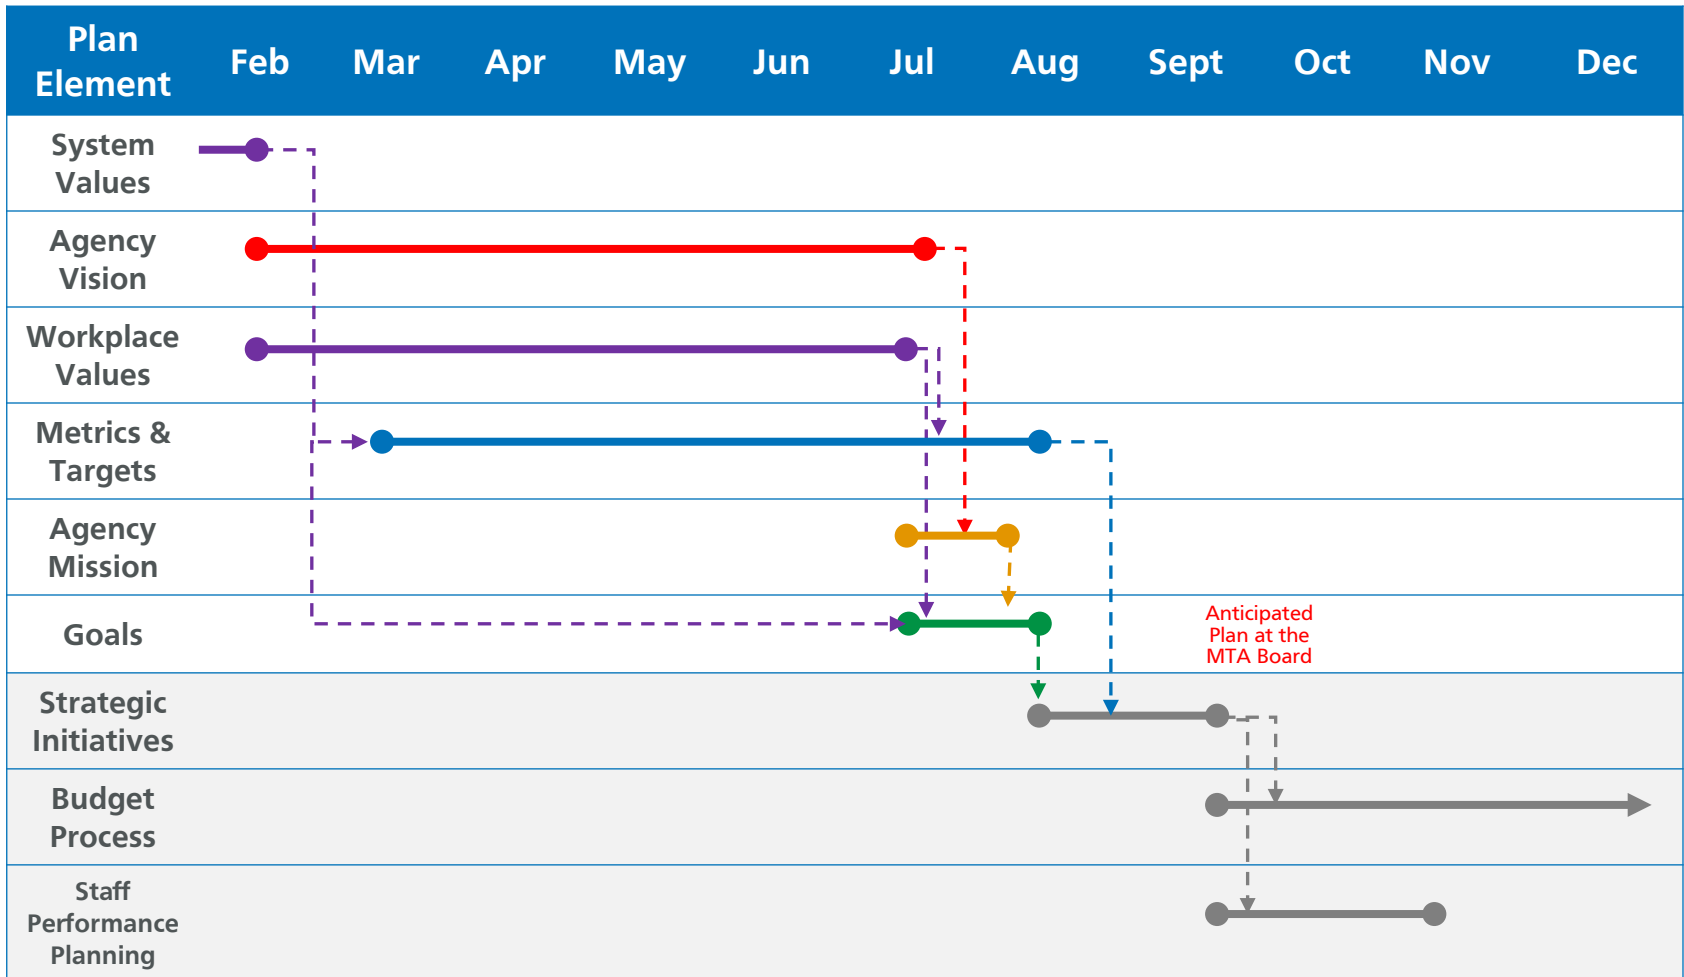 Plan
Element
Feb Mar Apr May Jun Jul Aug Sept Oct Nov Dec
System
Values
Agency
Vision
Workplace
Values
Metrics &
Targets
Agency
Mission
Goals
Anticipated
Plan at the
MTA Board
Strategic
Initiatives
Budget
Process
Staff
Performance
Planning